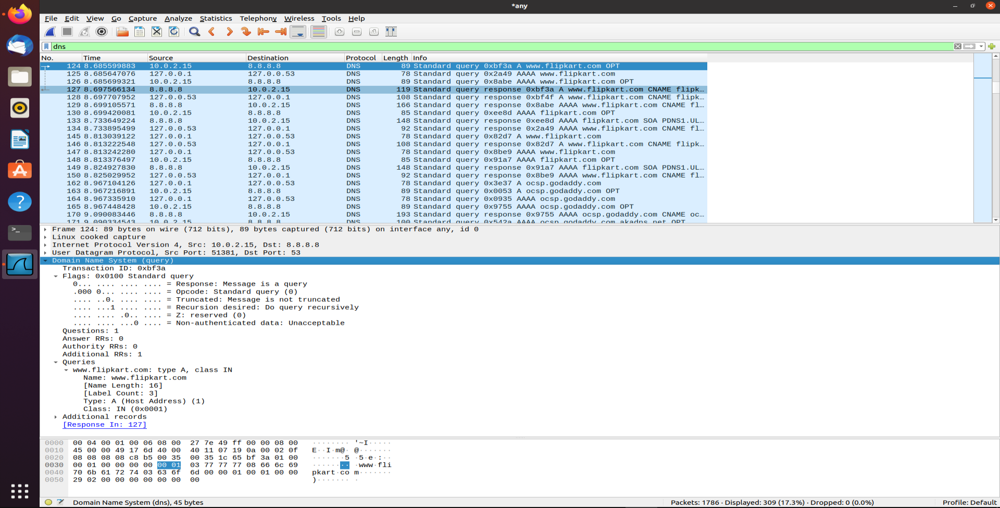 *any
File Edit View Go Capture Analyze Statistics Telephony Wireless Tools Help
dns
No. Time Source Destination Protocol Length Info
124 8.685599883 10.0.2.15 8.8.8.8 DNS 89 Standard query 0xbf3a A www.flipkart.com OPT
125 8.685647076 127.0.0.1 127.0.0.53 DNS 78 Standard query 0x2a49 AAAA www.flipkart.com
126 8.685699321 10.0.2.15 8.8.8.8 DNS 89 Standard query 0x8abe AAAA www.flipkart.com OPT
127 8.697566134 8.8.8.8 10.0.2.15 DNS 119 Standard query response 0xbf3a A www.flipkart.com CNAME flipk…
128 8.697707952 127.0.0.53 127.0.0.1 DNS 108 Standard query response 0xbf4f A www.flipkart.com CNAME flipk…
129 8.699105571 8.8.8.8 10.0.2.15 DNS 166 Standard query response 0x8abe AAAA www.flipkart.com CNAME fl…
130 8.699420081 10.0.2.15 8.8.8.8 DNS 85 Standard query 0xee8d AAAA flipkart.com OPT
133 8.733649224 8.8.8.8 10.0.2.15 DNS 148 Standard query response 0xee8d AAAA flipkart.com SOA PDNS1.UL…
134 8.733895499 127.0.0.53 127.0.0.1 DNS 92 Standard query response 0x2a49 AAAA www.flipkart.com CNAME fl…
145 8.813039122 127.0.0.1 127.0.0.53 DNS 78 Standard query 0x82d7 A www.flipkart.com
146 8.813222548 127.0.0.53 127.0.0.1 DNS 108 Standard query response 0x82d7 A www.flipkart.com CNAME flipk…
147 8.813242280 127.0.0.1 127.0.0.53 DNS 78 Standard query 0x8be9 AAAA www.flipkart.com
148 8.813376497 10.0.2.15 8.8.8.8 DNS 85 Standard query 0x91a7 AAAA flipkart.com OPT
149 8.824927830 8.8.8.8 10.0.2.15 DNS 148 Standard query response 0x91a7 AAAA flipkart.com SOA PDNS1.UL…
150 8.825029952 127.0.0.53 127.0.0.1 DNS 92 Standard query response 0x8be9 AAAA www.flipkart.com CNAME fl…
162 8.967104126 127.0.0.1 127.0.0.53 DNS 78 Standard query 0x3e37 A ocsp.godaddy.com
163 8.967216891 10.0.2.15 8.8.8.8 DNS 89 Standard query 0x0053 A ocsp.godaddy.com OPT
164 8.967335910 127.0.0.1 127.0.0.53 DNS 78 Standard query 0x0935 AAAA ocsp.godaddy.com
165 8.967448428 10.0.2.15 8.8.8.8 DNS 89 Standard query 0x9755 AAAA ocsp.godaddy.com OPT
170 9.090083446 8.8.8.8 10.0.2.15 DNS 193 Standard query response 0x9755 AAAA ocsp.godaddy.com CNAME oc…
171 9.090334543 10.0.2.15 8.8.8.8 DNS 100 Standard query 0x542a AAAA ocsp.godaddy.com.akadns.net OPT
Frame 124: 89 bytes on wire (712 bits), 89 bytes captured (712 bits) on interface any, id 0
Linux cooked capture
Internet Protocol Version 4, Src: 10.0.2.15, Dst: 8.8.8.8
User Datagram Protocol, Src Port: 51381, Dst Port: 53
Domain Name System (query)
Transaction ID: 0xbf3a
Flags: 0x0100 Standard query
0... .... .... .... = Response: Message is a query
.000 0... .... .... = Opcode: Standard query (0)
.... ..0. .... .... = Truncated: Message is not truncated
.... ...1 .... .... = Recursion desired: Do query recursively
.... .... .0.. .... = Z: reserved (0)
.... .... ...0 .... = Non-authenticated data: Unacceptable
Questions: 1
Answer RRs: 0
Authority RRs: 0
Additional RRs: 1
Queries
www.flipkart.com: type A, class IN
Name: www.flipkart.com
[Name Length: 16]
[Label Count: 3]
Type: A (Host Address) (1)
Class: IN (0x0001)
Additional records
[Response In: 127]
0000 00 04 00 01 00 06 08 00 27 7e 49 ff 00 00 08 00 ········ '~I·····
0010 45 00 00 49 17 6d 40 00 40 11 07 19 0a 00 02 0f E··I·m@· @·······
0020 08 08 08 08 c8 b5 00 35 00 35 1c 65 bf 3a 01 00 ·······5 ·5·e·:··
0030 00 01 00 00 00 00 00 01 03 77 77 77 08 66 6c 69 ········ ·www·fli
0040 70 6b 61 72 74 03 63 6f 6d 00 00 01 00 01 00 00 pkart·co m·······
0050 29 02 00 00 00 00 00 00 00 )······· ·
Domain Name System (dns), 45 bytes Packets: 1786 · Displayed: 309 (17.3%) · Dropped: 0 (0.0%) Profile: Default